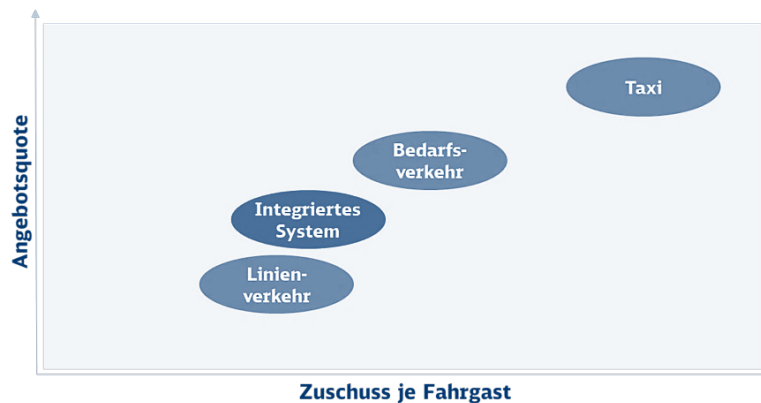 Taxi
Bedarfs-
verkehr
Integriertes
System
Linien-
verkehr
Angebotsquote
Zuschuss je Fahrgast